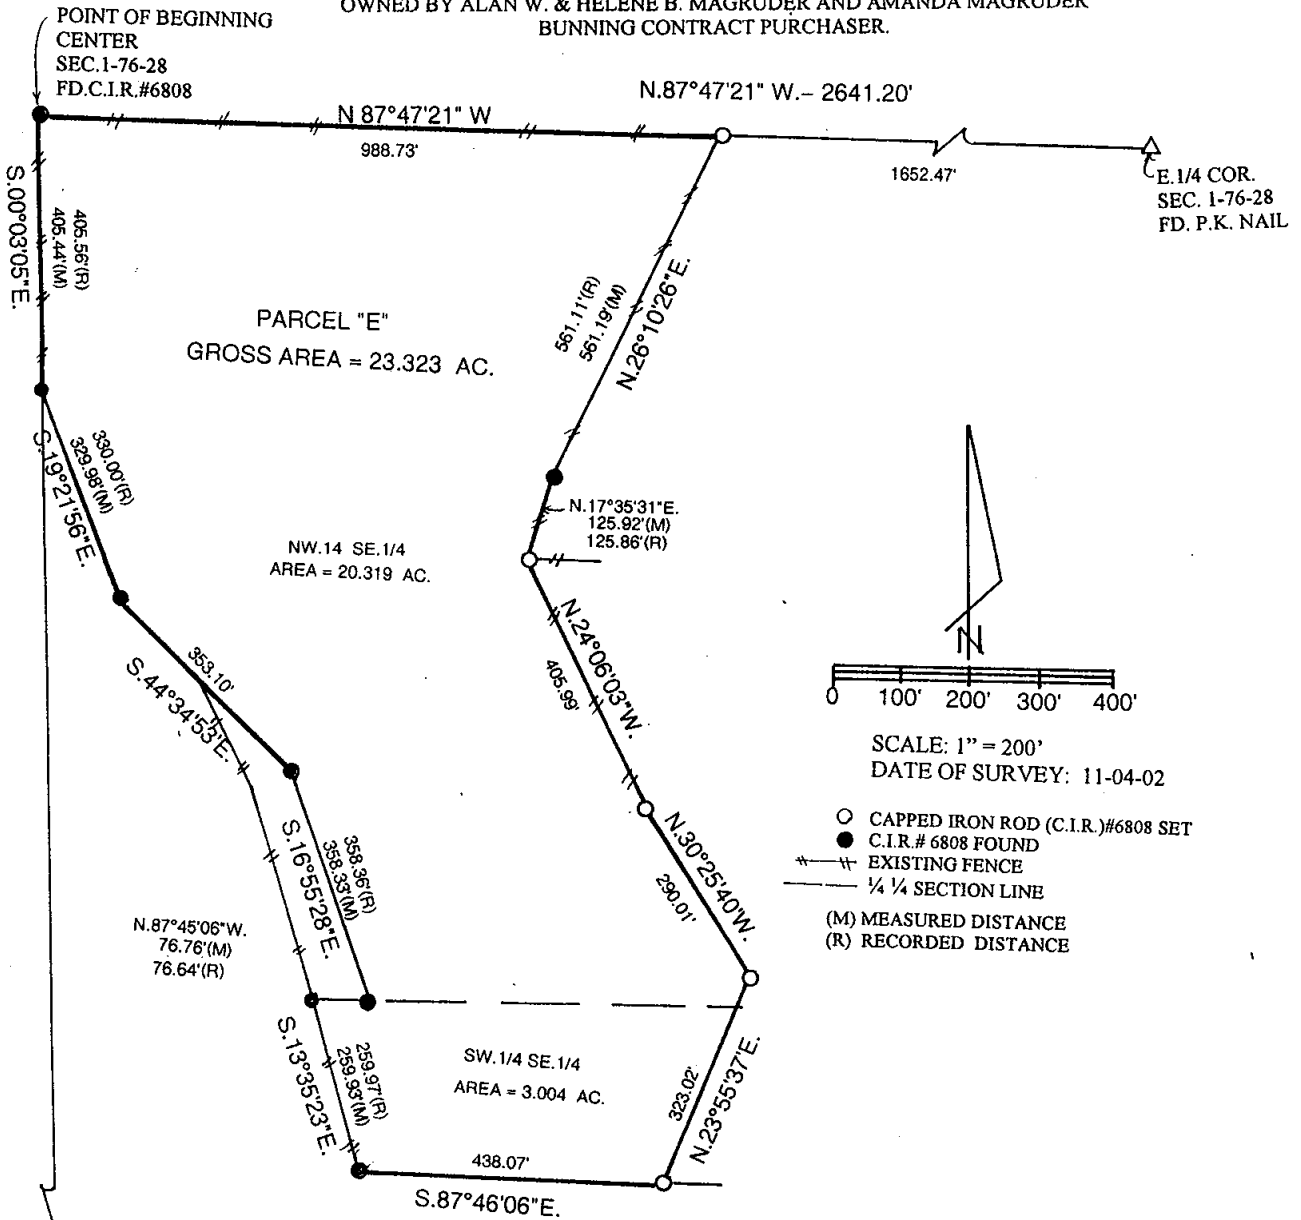 OWNED BY ALAN W. & HELENE B. MAGRUDER AND AMANDA MAGRUDER
BUNNING CONTRACT PURCHASER.
POINT OF BEGINNING
CENTER
SEC.1-76-28
FD.C.I.R.#6808
N.87°47'21" W.– 2641.20'
N 87°47'21" W
988.73'
1652.47'
E.1/4 COR.
SEC. 1-76-28
FD. P.K. NAIL
S.00°03'05"E.
405.56'(R)
405.44'(M)
PARCEL "E"
GROSS AREA = 23.323 AC.
561.11'(R)
561.19'(M)
N.26°10'26"E.
S.19°21'56"E.
330.00'(R)
329.98'(M)
N.17°35'31"E.
125.92'(M)
125.86'(R)
NW.14 SE.1/4
AREA = 20.319 AC.
N.24°06'03"W.
405.99'
353.10'
S.44°34'53"E.
N
0 100' 200' 300' 400'
SCALE: 1" = 200'
DATE OF SURVEY: 11-04-02
CAPPED IRON ROD (C.I.R.)#6808 SET
C.I.R.# 6808 FOUND
EXISTING FENCE
¼ ¼ SECTION LINE
(M) MEASURED DISTANCE
(R) RECORDED DISTANCE
S.16°55'28"E.
358.36'(R)
358.33'(M)
N.30°25'40"W.
290.01'
N.87°45'06"W.
76.76'(M)
76.64'(R)
S.13°35'23"E.
259.97'(R)
259.93'(M)
SW.1/4 SE.1/4
AREA = 3.004 AC.
323.02'
N.23°55'37"E.
438.07'
S.87°46'06"E.